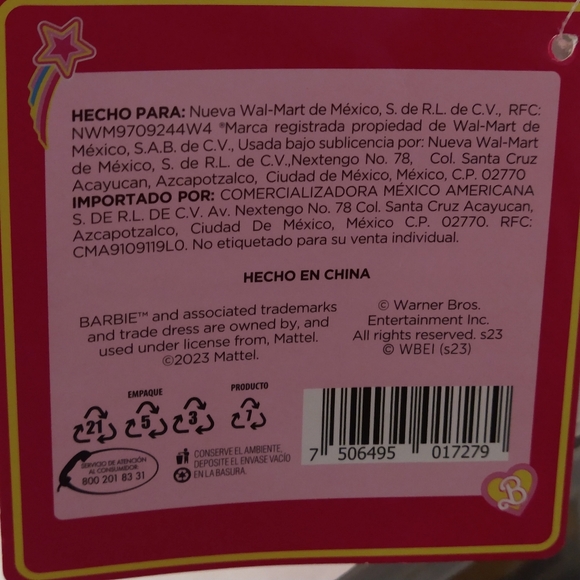 HECHO PARA: Nueva Wal-Mart de México, S. de R.L. de C.V., RFC:
NWM9709244W4 *Marca registrada propiedad de Wal-Mart de
México, S.A.B. de C.V., Usada bajo sublicencia por: Nueva Wal-Mart
de México, S. de R.L. de C.V.,Nextengo No. 78, Col. Santa Cruz
Acayucan, Azcapotzalco, Ciudad de México, México, C.P. 02770
IMPORTADO POR: COMERCIALIZADORA MÉXICO AMERICANA
S. DE R.L. DE C.V. Av. Nextengo No. 78 Col. Santa Cruz Acayucan,
Azcapotzalco, Ciudad De México, México C.P. 02770. RFC:
CMA9109119L0. No etiquetado para su venta individual.
HECHO EN CHINA
BARBIE™ and associated trademarks
and trade dress are owned by, and
used under license from, Mattel.
©2023 Mattel.
© Warner Bros.
Entertainment Inc.
All rights reserved. s23
© WBEI (s23)
EMPAQUE
PRODUCTO
21 5 3 7
SERVICIO DE ATENCIÓN
AL CONSUMIDOR
800 201 83 31
CONSERVE EL AMBIENTE,
DEPOSITE EL ENVASE VACÍO
EN LA BASURA.
7 506495 017279
B